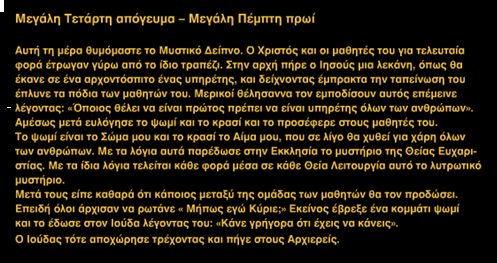 Μεγάλη Τετάρτη απόγευμα – Μεγάλη Πέμπτη πρωί
Αυτή τη μέρα θυμόμαστε το Μυστικό Δείπνο. Ο Χριστός και οι μαθητές του για τελευταία
φορά έτρωγαν γύρω από το ίδιο τραπέζι. Στην αρχή πήρε ο Ιησούς μια λεκάνη, όπως θα
έκανε σε ένα αρχοντόσπιτο ένας υπηρέτης, και δείχνοντας έμπρακτα την ταπείνωση του
έπλυνε τα πόδια των μαθητών του. Μερικοί θέλησαννα τον εμποδίσουν αυτός επέμεινε
λέγοντας: «Όποιος θέλει να είναι πρώτος πρέπει να είναι υπηρέτης όλων των ανθρώπων».
Αμέσως μετά ευλόγησε το ψωμί και το κρασί και το προσέφερε στους μαθητές του.
Το ψωμί είναι το Σώμα μου και το κρασί το Αίμα μου, που σε λίγο θα χυθεί για χάρη όλων
των ανθρώπων. Με τα λόγια αυτά παρέδωσε στην Εκκλησία το μυστήριο της Θείας Ευχαρι-
στίας. Με τα ίδια λόγια τελείται κάθε φορά μέσα σε κάθε Θεία Λειτουργία αυτό το λυτρωτικό
μυστήριο.
Μετά τους είπε καθαρά ότι κάποιος μεταξύ της ομάδας των μαθητών θα τον προδώσει.
Επειδή όλοι άρχισαν να ρωτάνε « Μήπως εγώ Κύριε;» Εκείνος έβρεξε ένα κομμάτι ψωμί
και το έδωσε στον Ιούδα λέγοντας του: «Κάνε γρήγορα ότι έχεις να κάνεις».
Ο Ιούδας τότε αποχώρησε τρέχοντας και πήγε στους Αρχιερείς.